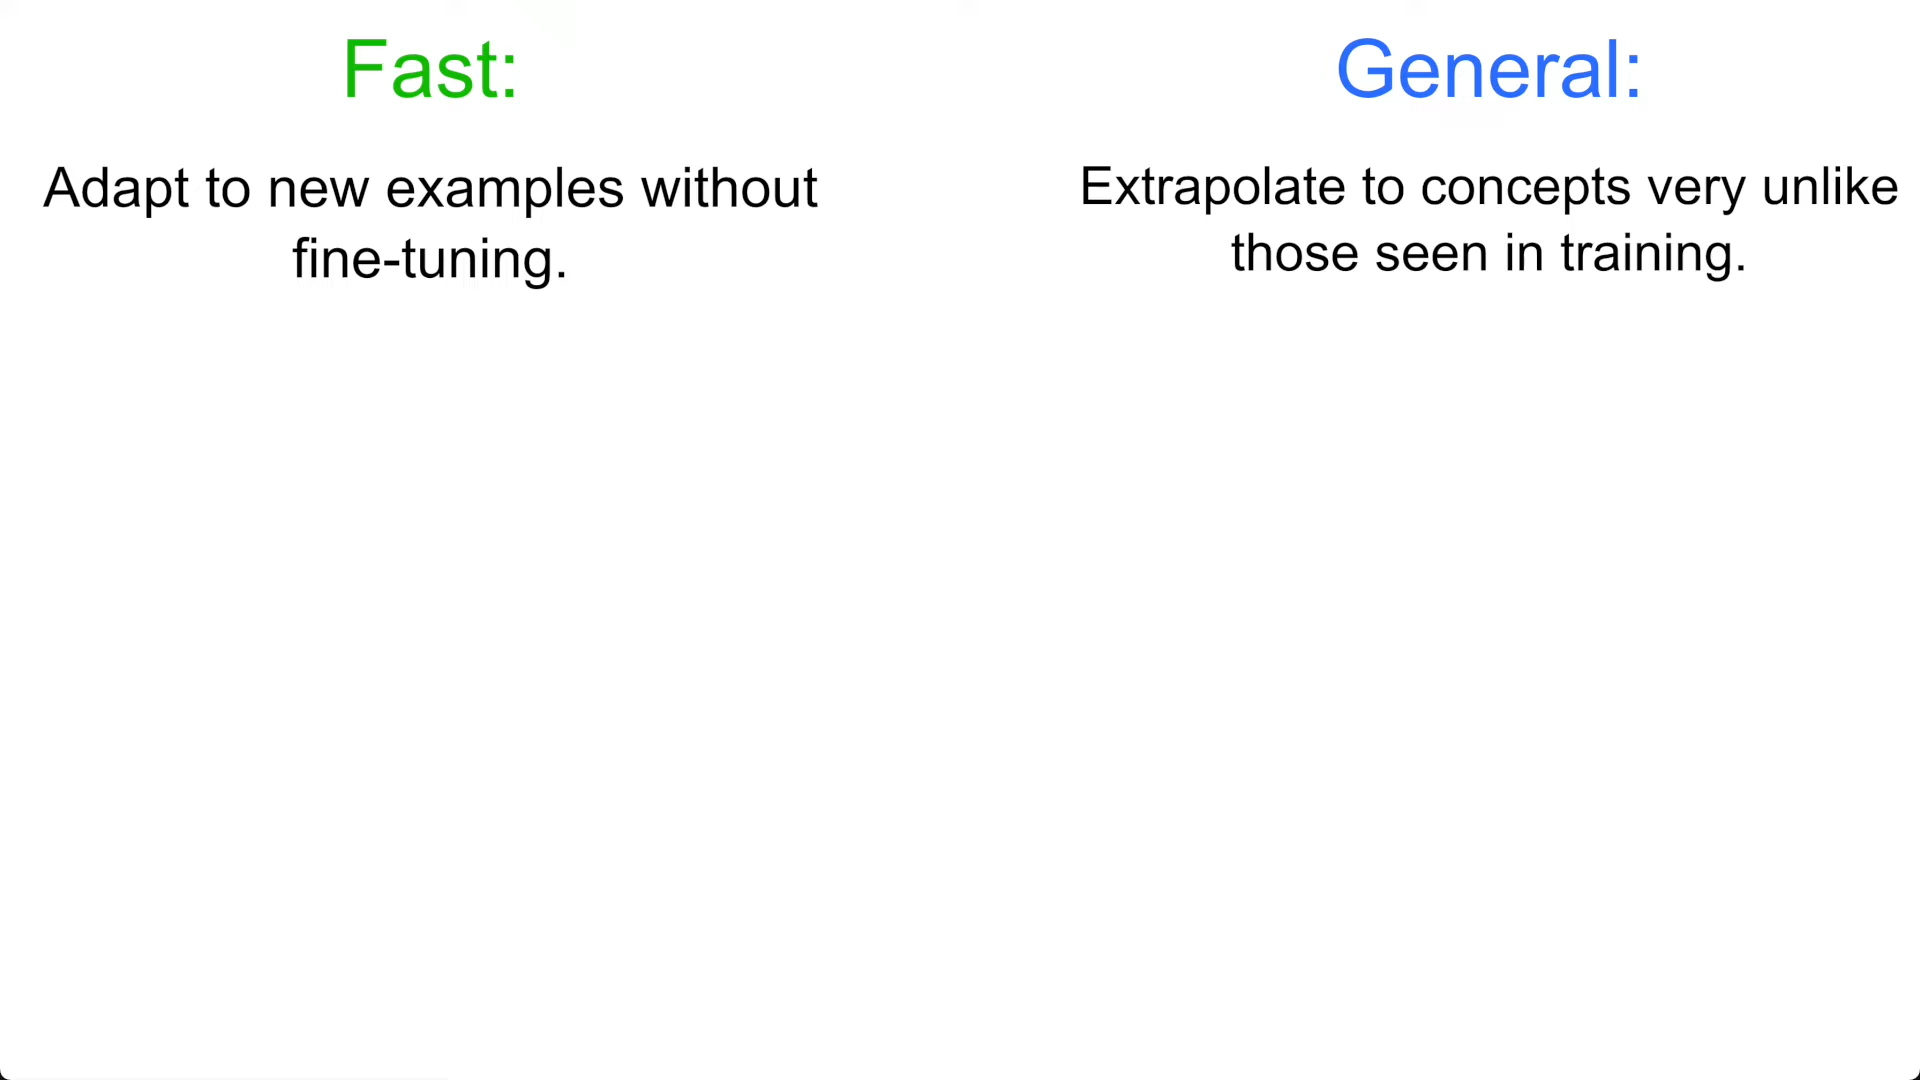 Fast:
Adapt to new examples without
fine-tuning.
General:
Extrapolate to concepts very unlike
those seen in training.